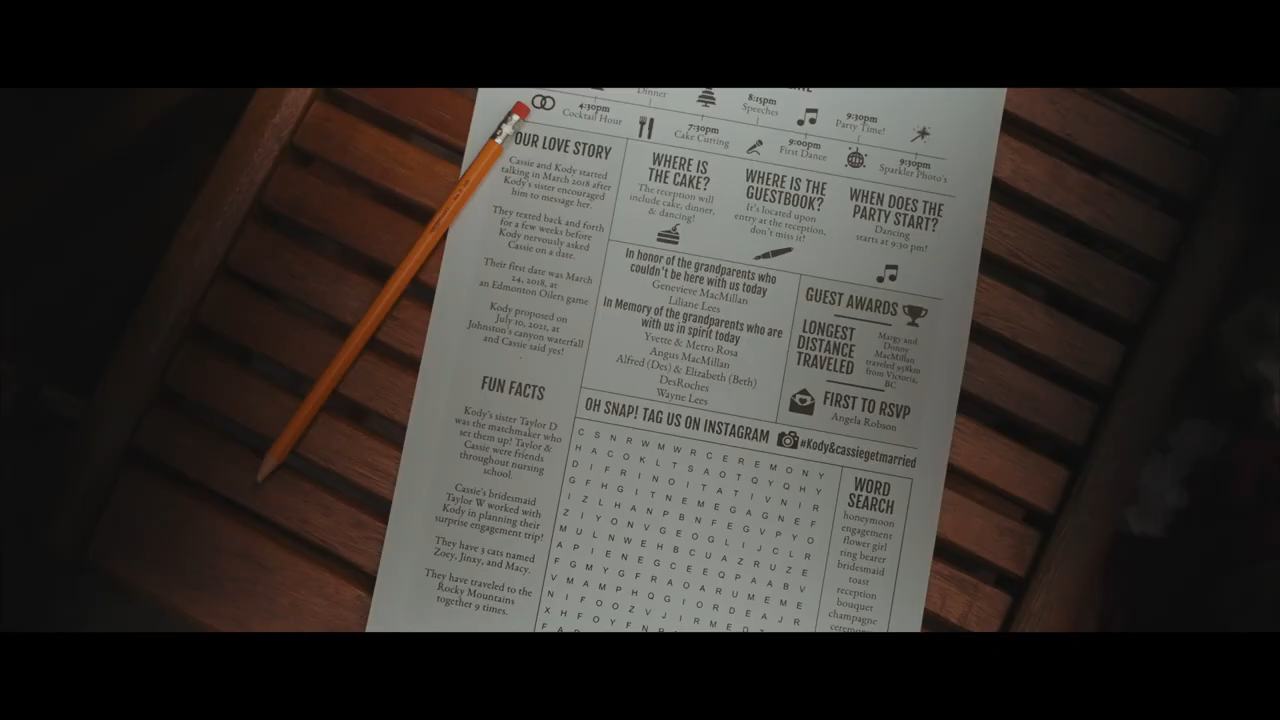 Dinner
8:15pm
Speeches
4:30pm
Cocktail Hour
7:30pm
Cake Cutting
9:00pm
First Dance
9:30pm
Party Time!
9:30pm
Sparkler Photo's
OUR LOVE STORY
Cassie and Kody started
talking in March 2018 after
Kody's sister encouraged
him to message her.
They texted back and forth
for a few weeks before
Kody nervously asked
Cassie on a date.
Their first date was March
24, 2018, at
an Edmonton Oilers game
Kody proposed on
July 10, 2021, at
Johnston's canyon waterfall
and Cassie said yes!
FUN FACTS
Kody's sister Taylor D
was the matchmaker who
set them up! Taylor &
Cassie were friends
throughout nursing
school.
Cassie's bridesmaid
Taylor W worked with
Kody in planning their
surprise engagement trip!
They have 3 cats named
Zoey, Jinxy, and Macy.
They have traveled to the
Rocky Mountains
together 9 times.
WHERE IS
THE CAKE?
The reception will
include cake, dinner,
& dancing!
WHERE IS THE
GUESTBOOK?
It's located upon
entry at the reception,
don't miss it!
WHEN DOES THE
PARTY START?
Dancing
starts at 9:30 pm!
In honor of the grandparents who
couldn't be here with us today
Genevieve MacMillan
Liliane Lees
In Memory of the grandparents who are
with us in spirit today
Yvette & Metro Rosa
Angus MacMillan
Alfred (Des) & Elizabeth (Beth)
DesRoches
Wayne Lees
GUEST AWARDS
LONGEST
DISTANCE
TRAVELED
Margy and
Donny
MacMillan
traveled 958km
from Victoria,
BC
FIRST TO RSVP
Angela Robson
OH SNAP! TAG US ON INSTAGRAM #Kody&cassiegetmarried
C S N R W M W R C E R E M O N Y
H A C O K L T S A O T Q Y Q H Y
D I F R I N O I T A T I V N I R
G F H G I T N E M E G A G N E F
I Z L H A N P B N F E G V P Y O
Z I Y O N V G E O G L I J C L R
M U L N W E H B C U A Z R U Z E
A P I E N E G C E E Q P A A B V
F G M Y G F R A O A R U M E M E
V M A M P H Q G I O R D E A J R
WORD
SEARCH
honeymoon
engagement
flower girl
ring bearer
bridesmaid
toast
reception
bouquet
champagne